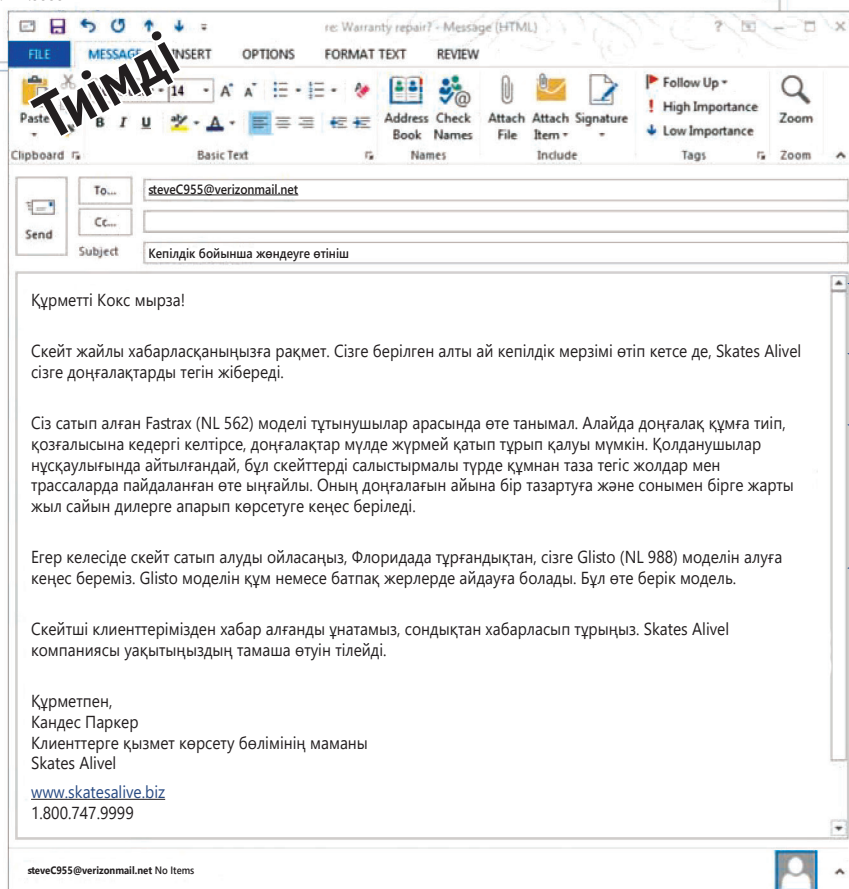 re: Warranty repair? - Message (HTML)
FILE MESSAGE INSERT OPTIONS FORMAT TEXT REVIEW
Тиімді
14
Paste
B I U
Address Book
Check Names
Attach File
Attach Item
Signature
Follow Up
High Importance
Low Importance
Zoom
Clipboard Basic Text Names Include Tags Zoom
Send
To... steveC955@verizonmail.net
Cc...
Subject Кепілдік бойынша жөндеуге өтініш
Құрметті Кокс мырза!
Скейт жайлы хабарласқаныңызға рақмет. Сізге берілген алты ай кепілдік мерзімі өтіп кетсе де, Skates Alivel
сізге доңғалақтарды тегін жібереді.
Сіз сатып алған Fastrax (NL 562) моделі тұтынушылар арасында өте танымал. Алайда доңғалақ құмға тиіп,
қозғалысына кедергі келтірсе, доңғалақтар мүлде жүрмей қатып тұрып қалуы мүмкін. Қолданушылар
нұсқаулығында айтылғандай, бұл скейттерді салыстырмалы түрде құмнан таза тегіс жолдар мен
трассаларда пайдаланған өте ыңғайлы. Оның доңғалағын айына бір тазартуға және сонымен бірге жарты
жыл сайын дилерге апарып көрсетуге кеңес беріледі.
Егер келесіде скейт сатып алуды ойласаңыз, Флоридада тұрғандықтан, сізге Glisto (NL 988) моделін алуға
кеңес береміз. Glisto моделін құм немесе батпақ жерлерде айдауға болады. Бұл өте берік модель.
Скейтші клиенттерімізден хабар алғанды ұнатамыз, сондықтан хабарласып тұрыңыз. Skates Alivel
компаниясы уақытыңыздың тамаша өтуін тілейді.
Құрметпен,
Кандес Паркер
Клиенттерге қызмет көрсету бөлімінің маманы
Skates Alivel
www.skatesalive.biz
1.800.747.9999
steveC955@verizonmail.net No Items